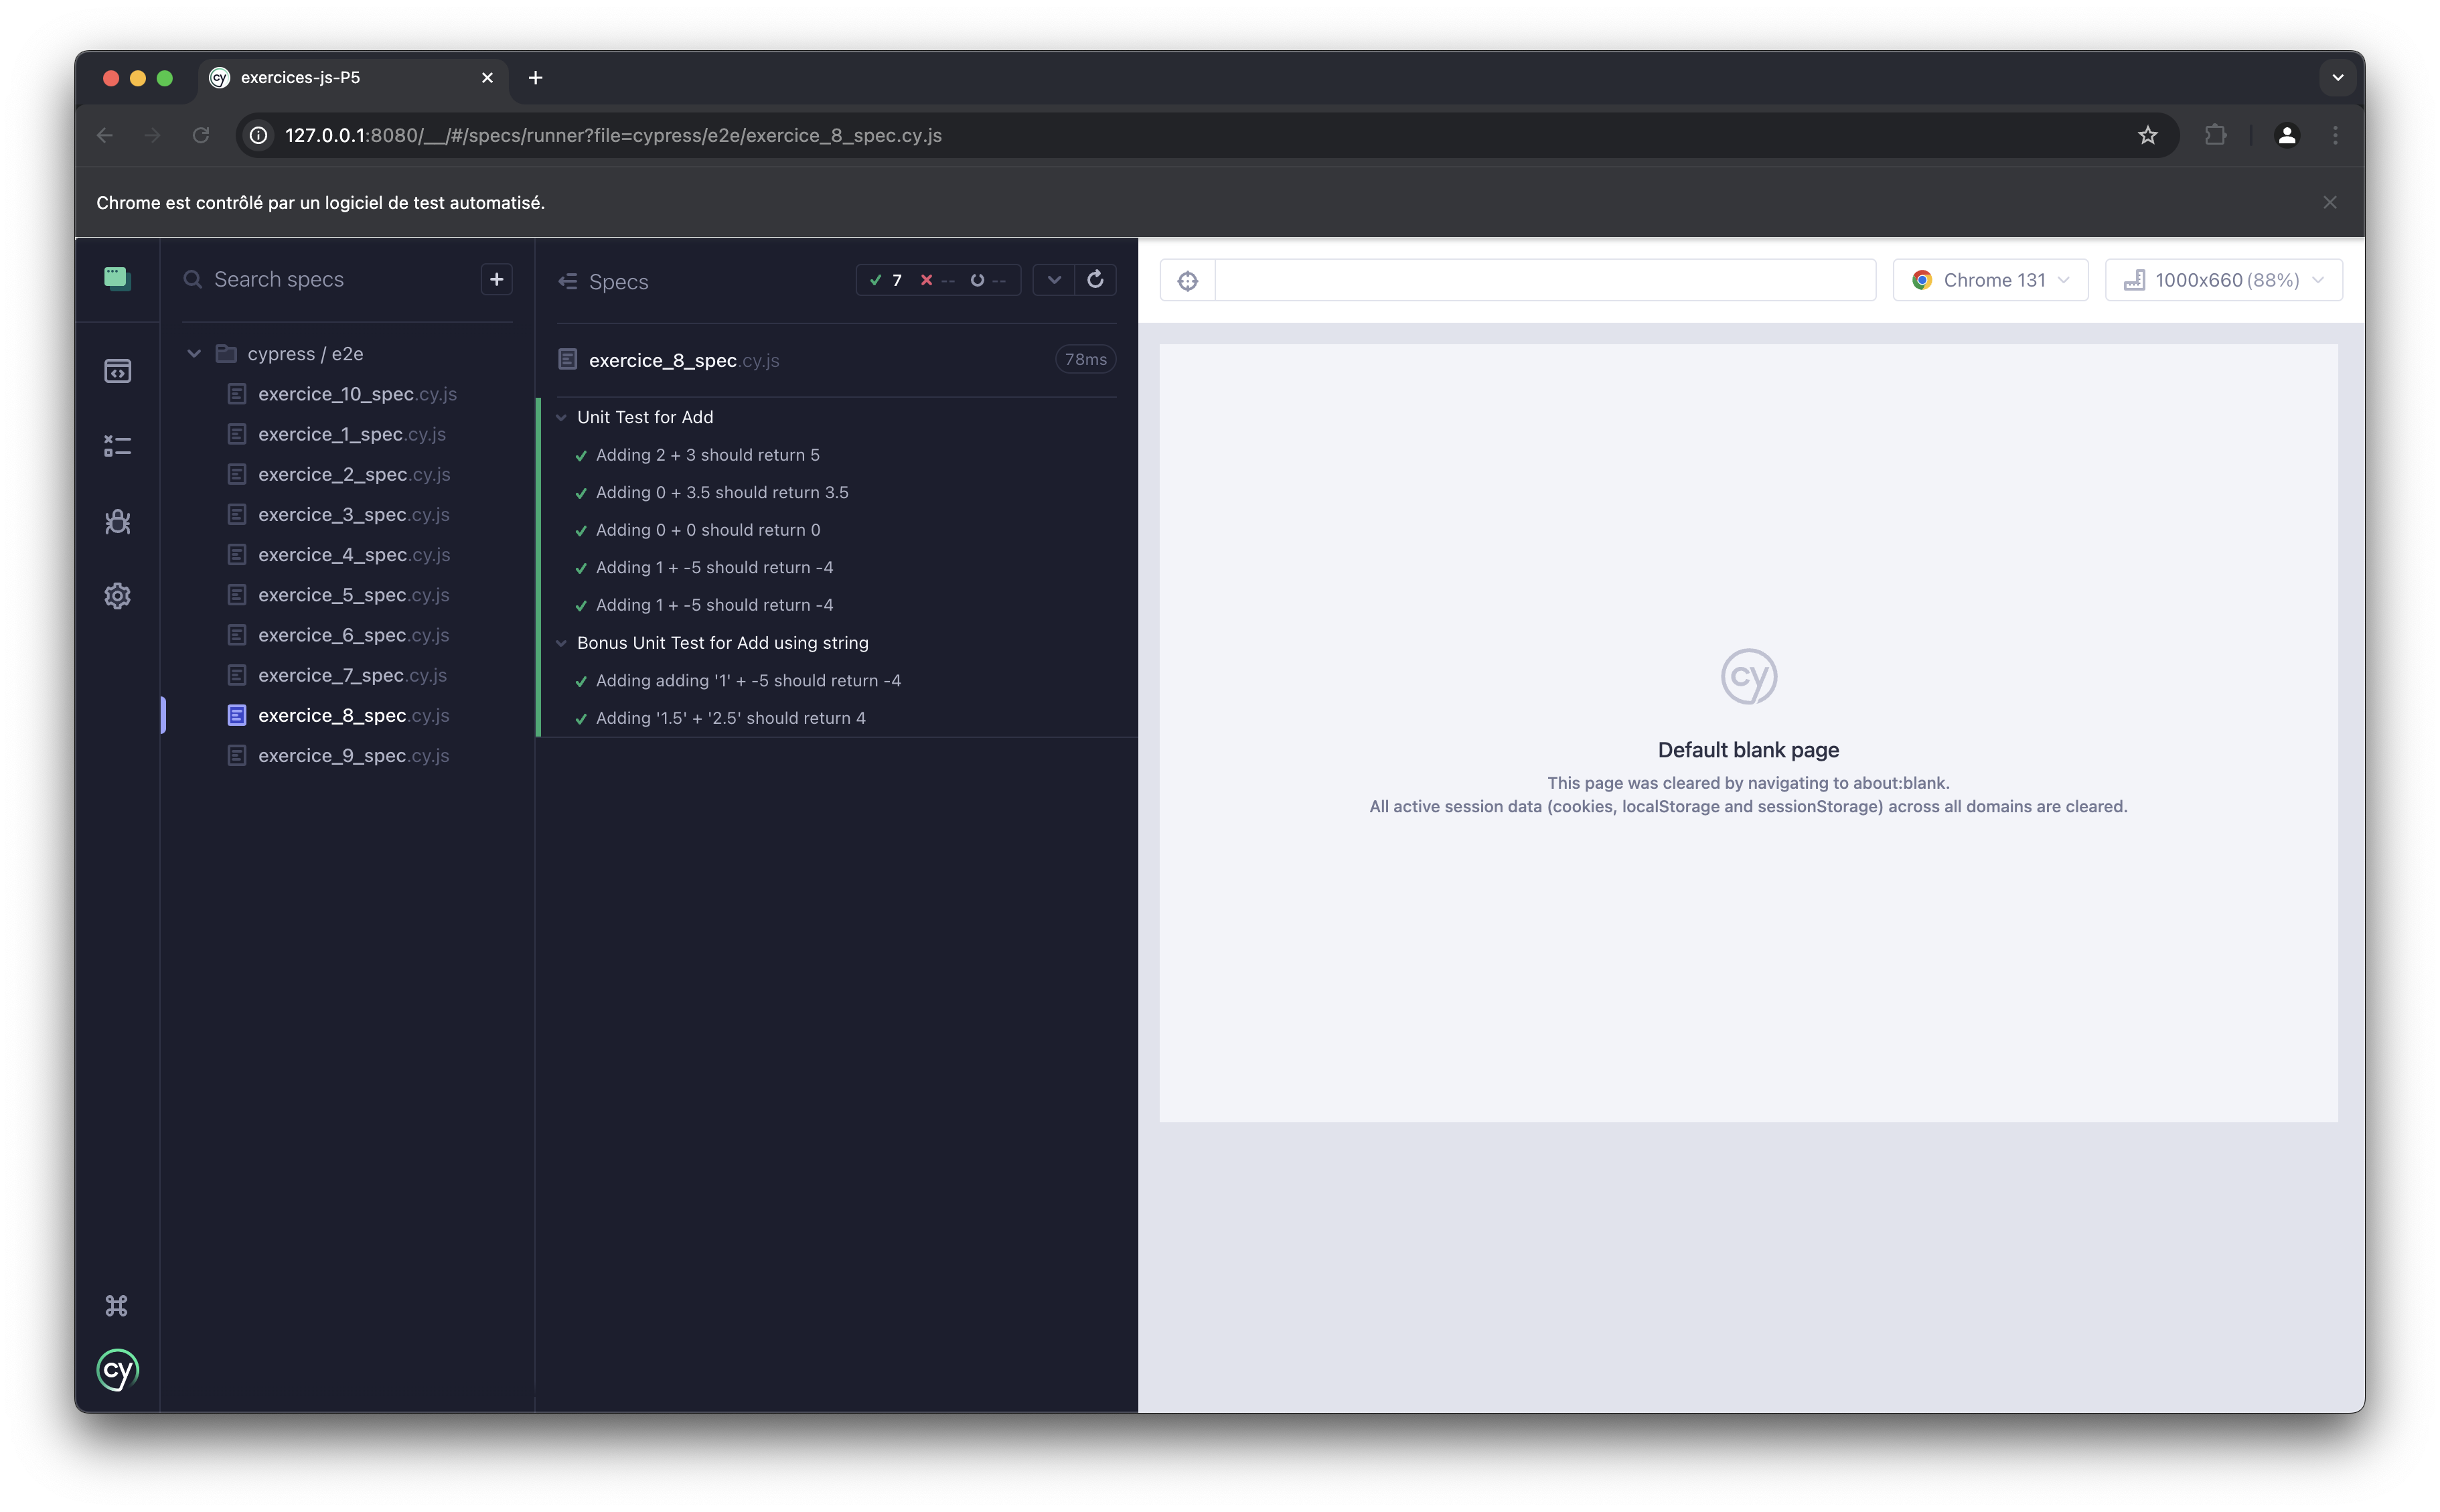 exercices-js-P5
127.0.0.1:8080/__/#/specs/runner?file=cypress/e2e/exercice_8_spec.cy.js
Chrome est contrôlé par un logiciel de test automatisé.
Search specs
cypress / e2e
exercice_10_spec.cy.js
exercice_1_spec.cy.js
exercice_2_spec.cy.js
exercice_3_spec.cy.js
exercice_4_spec.cy.js
exercice_5_spec.cy.js
exercice_6_spec.cy.js
exercice_7_spec.cy.js
exercice_8_spec.cy.js
exercice_9_spec.cy.js
cy
Specs
7 -- --
exercice_8_spec.cy.js 78ms
Unit Test for Add
Adding 2 + 3 should return 5
Adding 0 + 3.5 should return 3.5
Adding 0 + 0 should return 0
Adding 1 + -5 should return -4
Adding 1 + -5 should return -4
Bonus Unit Test for Add using string
Adding adding '1' + -5 should return -4
Adding '1.5' + '2.5' should return 4
Chrome 131
1000x660 (88%)
cy
Default blank page
This page was cleared by navigating to about:blank.
All active session data (cookies, localStorage and sessionStorage) across all domains are cleared.